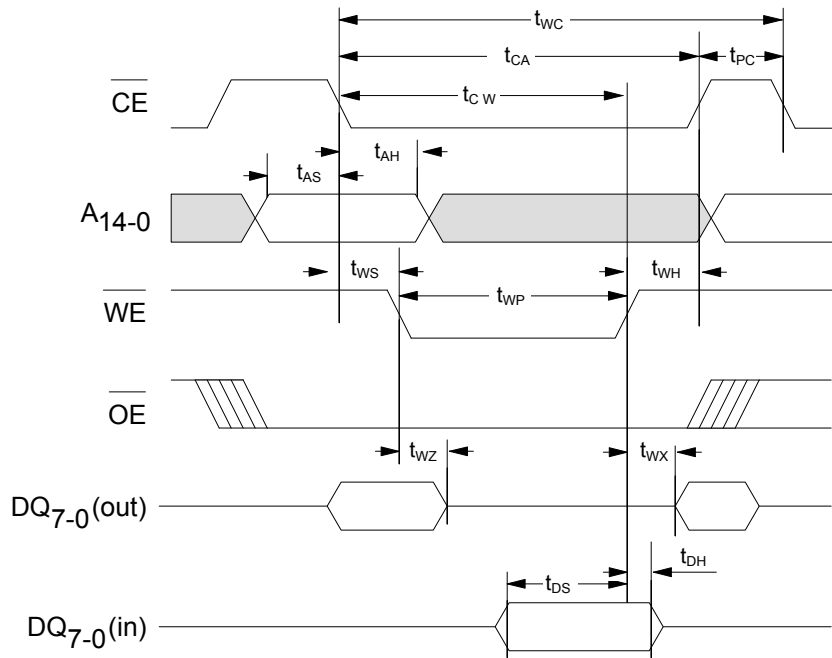 tWC
tCA tPC
CE
tC W
tAH
tAS
A14-0
tWS tWH
tWP
WE
OE
tWZ tWX
DQ7-0(out)
tDH
tDS
DQ7-0(in)